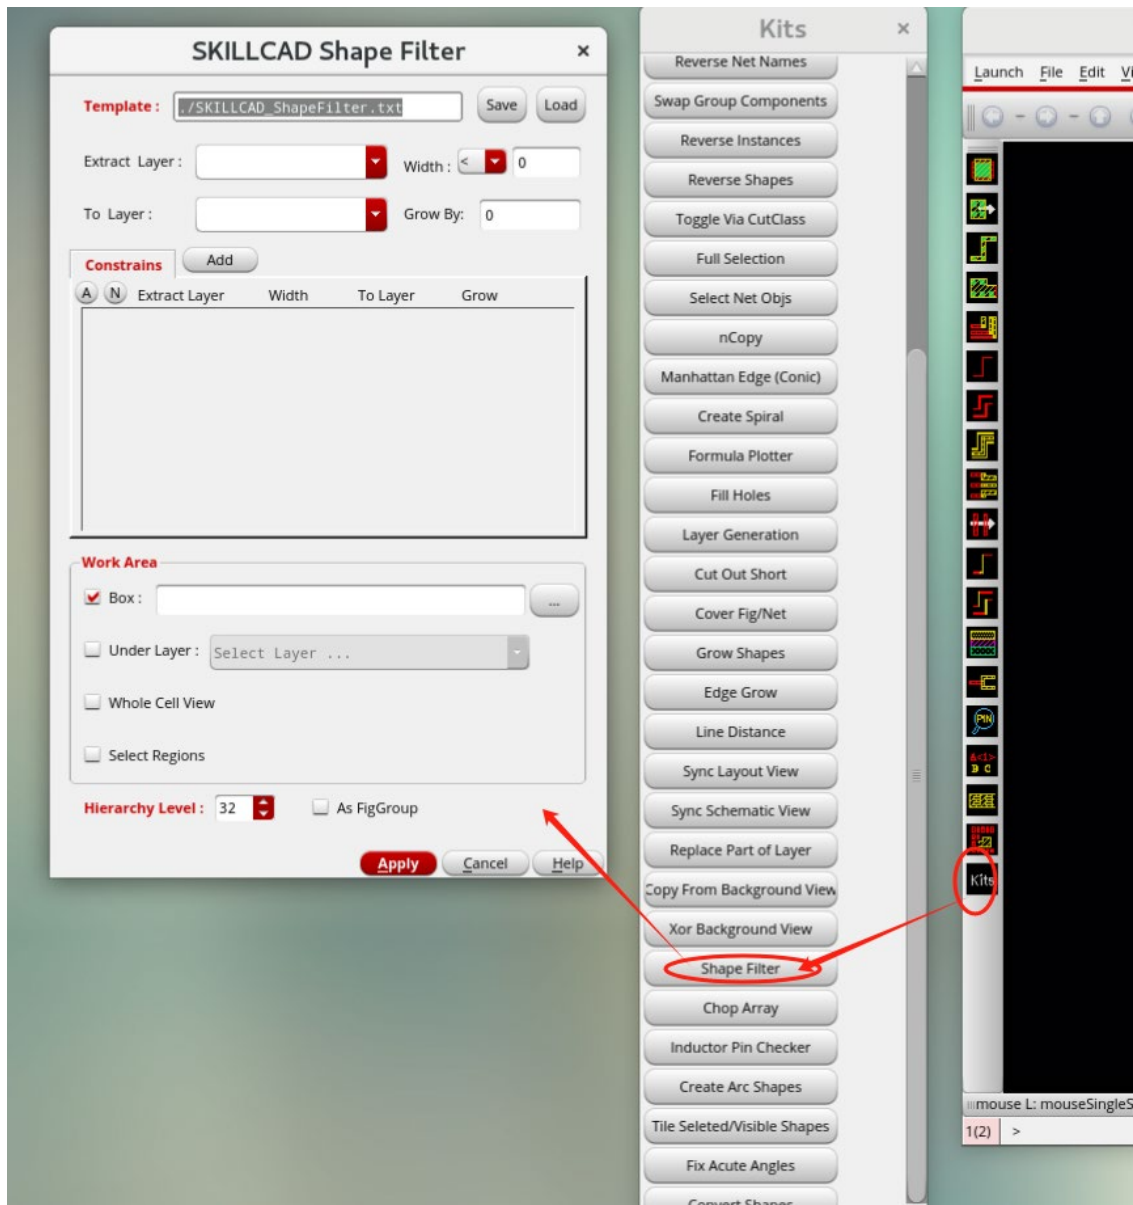 SKILLCAD Shape Filter
Template : ./SKILLCAD_ShapeFilter.txt Save Load
Extract Layer : Width : < 0
To Layer : Grow By: 0
Constrains Add
A N Extract Layer Width To Layer Grow
Work Area
Box : ...
Under Layer : Select Layer ...
Whole Cell View
Select Regions
Hierarchy Level : 32 As FigGroup
Apply Cancel Help
Kits
Reverse Net Names
Swap Group Components
Reverse Instances
Reverse Shapes
Toggle Via CutClass
Full Selection
Select Net Objs
nCopy
Manhattan Edge (Conic)
Create Spiral
Formula Plotter
Fill Holes
Layer Generation
Cut Out Short
Cover Fig/Net
Grow Shapes
Edge Grow
Line Distance
Sync Layout View
Sync Schematic View
Replace Part of Layer
Copy From Background View
Xor Background View
Shape Filter
Chop Array
Inductor Pin Checker
Create Arc Shapes
Tile Seleted/Visible Shapes
Fix Acute Angles
Convert Shapes
Launch File Edit Vi
PIN
A<1>
B C
Kits
mouse L: mouseSingleS
1(2) >